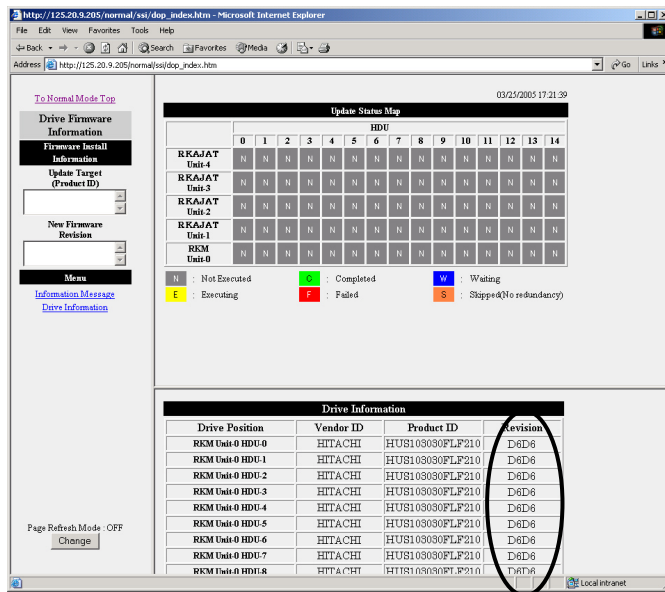 http://125.20.9.205/normal/ssi/dop_index.htm - Microsoft Internet Explorer
File Edit View Favorites Tools Help
Back Search Favorites Media
Address http://125.20.9.205/normal/ssi/dop_index.htm Go Links
To Normal Mode Top
Drive Firmware
Information
Firmware Install
Information
Update Target
(Product ID)
New Firmware
Revision
Menu
Information Message
Drive Information
Page Refresh Mode : OFF
Change
03/25/2005 17:21:39
Update Status Map
HDU
0 1 2 3 4 5 6 7 8 9 10 11 12 13 14
RKAJAT
Unit-4 N N N N N N N N N N N N N N N
RKAJAT
Unit-3 N N N N N N N N N N N N N N N
RKAJAT
Unit-2 N N N N N N N N N N N N N N N
RKAJAT
Unit-1 N N N N N N N N N N N N N N N
RKM
Unit-0 N N N N N N N N N N N N N N N
N : Not Executed C : Completed W : Waiting
E : Executing F : Failed S : Skipped(No redundancy)
Drive Information
Drive Position Vendor ID Product ID Revision
RKM Unit-0 HDU-0 HITACHI HUS103030FLF210 D6D6
RKM Unit-0 HDU-1 HITACHI HUS103030FLF210 D6D6
RKM Unit-0 HDU-2 HITACHI HUS103030FLF210 D6D6
RKM Unit-0 HDU-3 HITACHI HUS103030FLF210 D6D6
RKM Unit-0 HDU-4 HITACHI HUS103030FLF210 D6D6
RKM Unit-0 HDU-5 HITACHI HUS103030FLF210 D6D6
RKM Unit-0 HDU-6 HITACHI HUS103030FLF210 D6D6
RKM Unit-0 HDU-7 HITACHI HUS103030FLF210 D6D6
RKM Unit-0 HDU-8 HITACHI HUS103030FLF210 D6D6
Local intranet